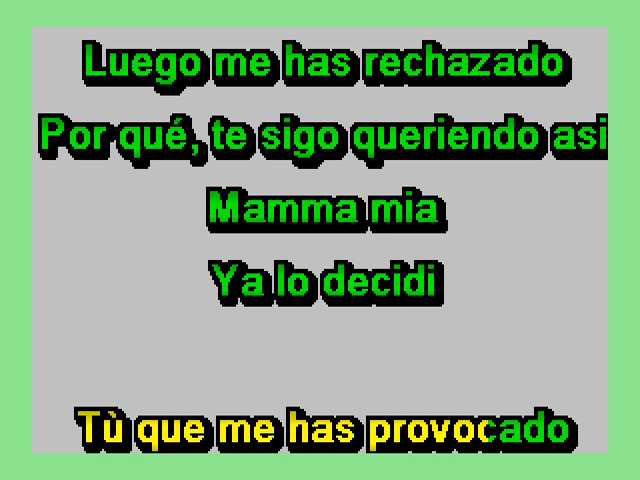 Luego me has rechazado
Por qué, te sigo queriendo asi
Mamma mia
Ya lo decidi
Tù que me has provocado